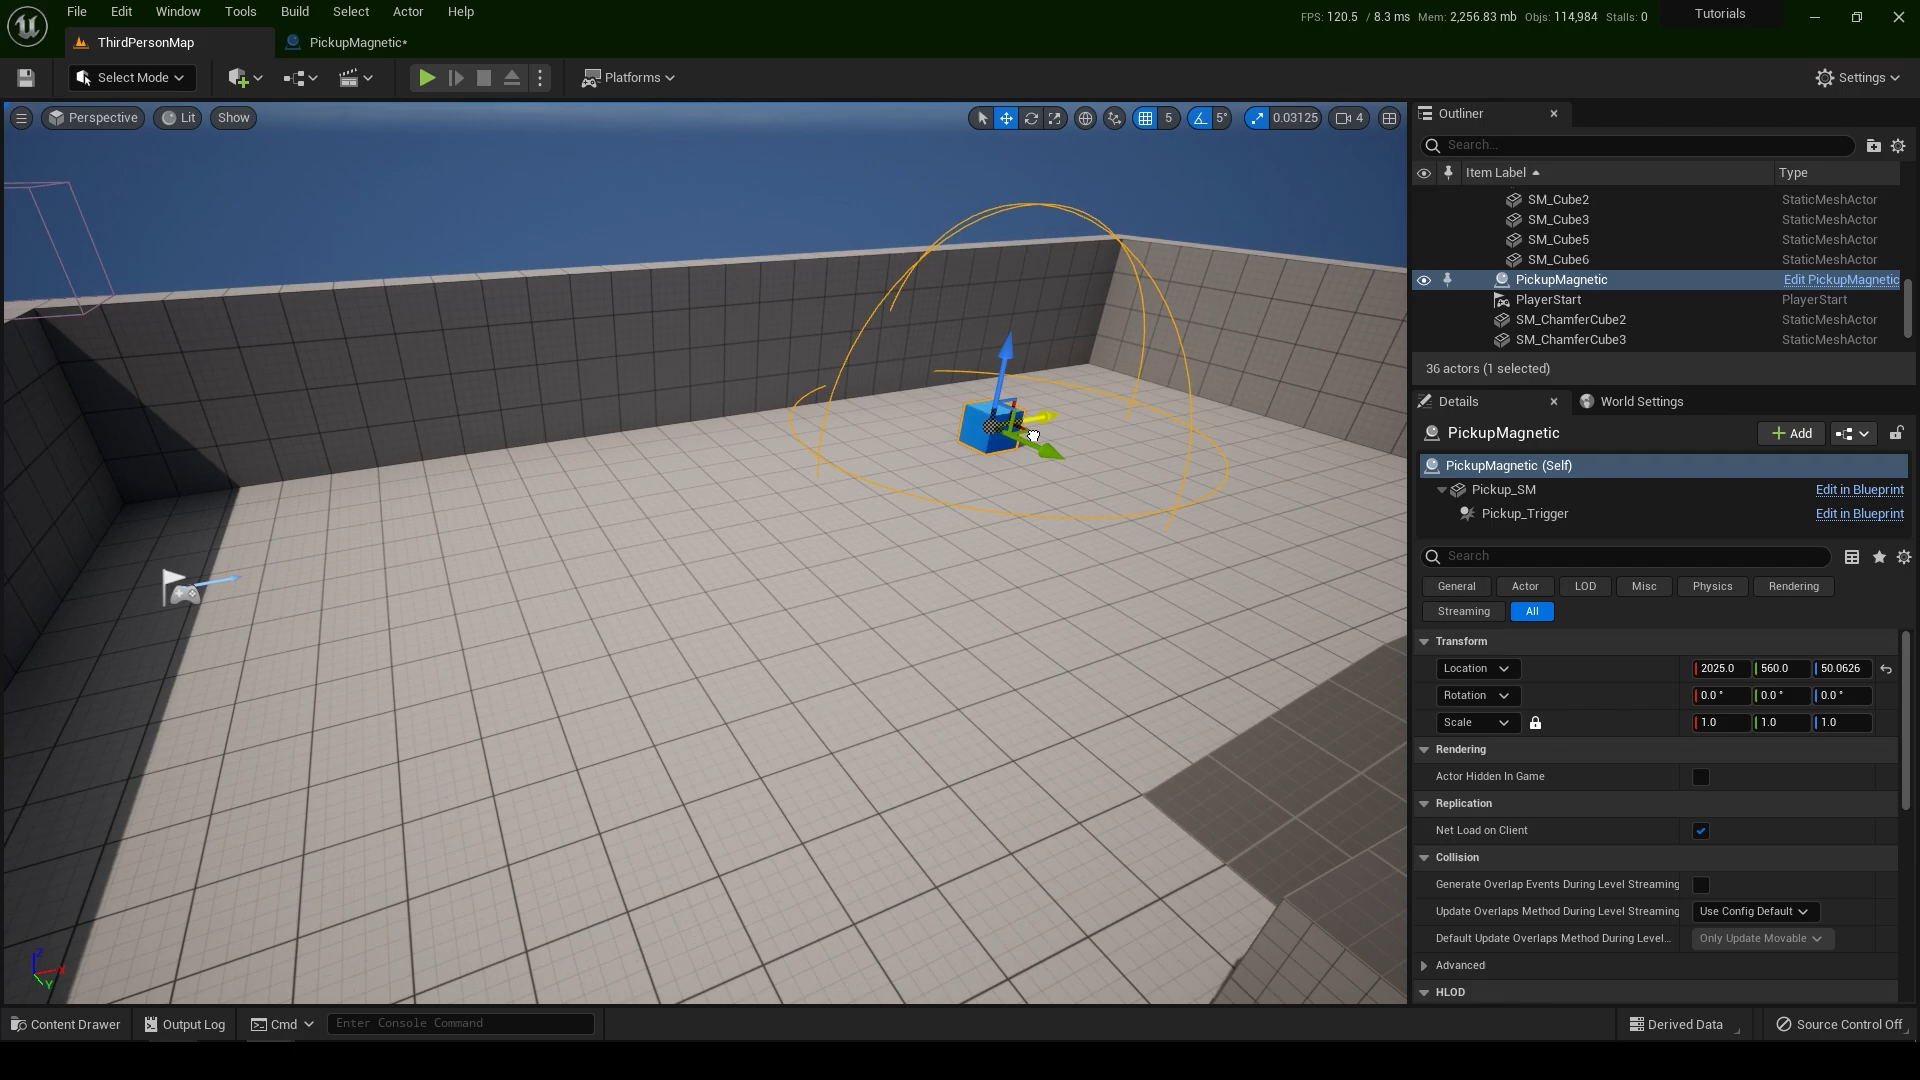 File Edit Window Tools Build Select Actor Help
FPS: 120.5 / 8.3 ms Mem: 2,256.83 mb Objs: 114,984 Stalls: 0
Tutorials
ThirdPersonMap
PickupMagnetic*
Select Mode
Platforms
Settings
Perspective
Lit
Show
5
5°
0.03125
4
Outliner
Search...
Item Label
Type
SM_Cube2 StaticMeshActor
SM_Cube3 StaticMeshActor
SM_Cube5 StaticMeshActor
SM_Cube6 StaticMeshActor
PickupMagnetic Edit PickupMagnetic
PlayerStart PlayerStart
SM_ChamferCube2 StaticMeshActor
SM_ChamferCube3 StaticMeshActor
36 actors (1 selected)
Details
World Settings
PickupMagnetic
Add
PickupMagnetic (Self)
Pickup_SM Edit in Blueprint
Pickup_Trigger Edit in Blueprint
Search
General Actor LOD Misc Physics Rendering
Streaming All
Transform
Location 2025.0 560.0 50.0626
Rotation 0.0 ° 0.0 ° 0.0 °
Scale 1.0 1.0 1.0
Rendering
Actor Hidden In Game
Replication
Net Load on Client
Collision
Generate Overlap Events During Level Streaming
Update Overlaps Method During Level Streaming Use Config Default
Default Update Overlaps Method During Level... Only Update Movable
Advanced
HLOD
Z
X
Y
Content Drawer
Output Log
Cmd
Enter Console Command
Derived Data
Source Control Off